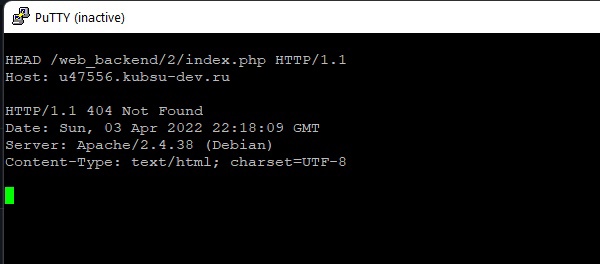 PuTTY (inactive)
HEAD /web_backend/2/index.php HTTP/1.1
Host: u47556.kubsu-dev.ru
HTTP/1.1 404 Not Found
Date: Sun, 03 Apr 2022 22:18:09 GMT
Server: Apache/2.4.38 (Debian)
Content-Type: text/html; charset=UTF-8